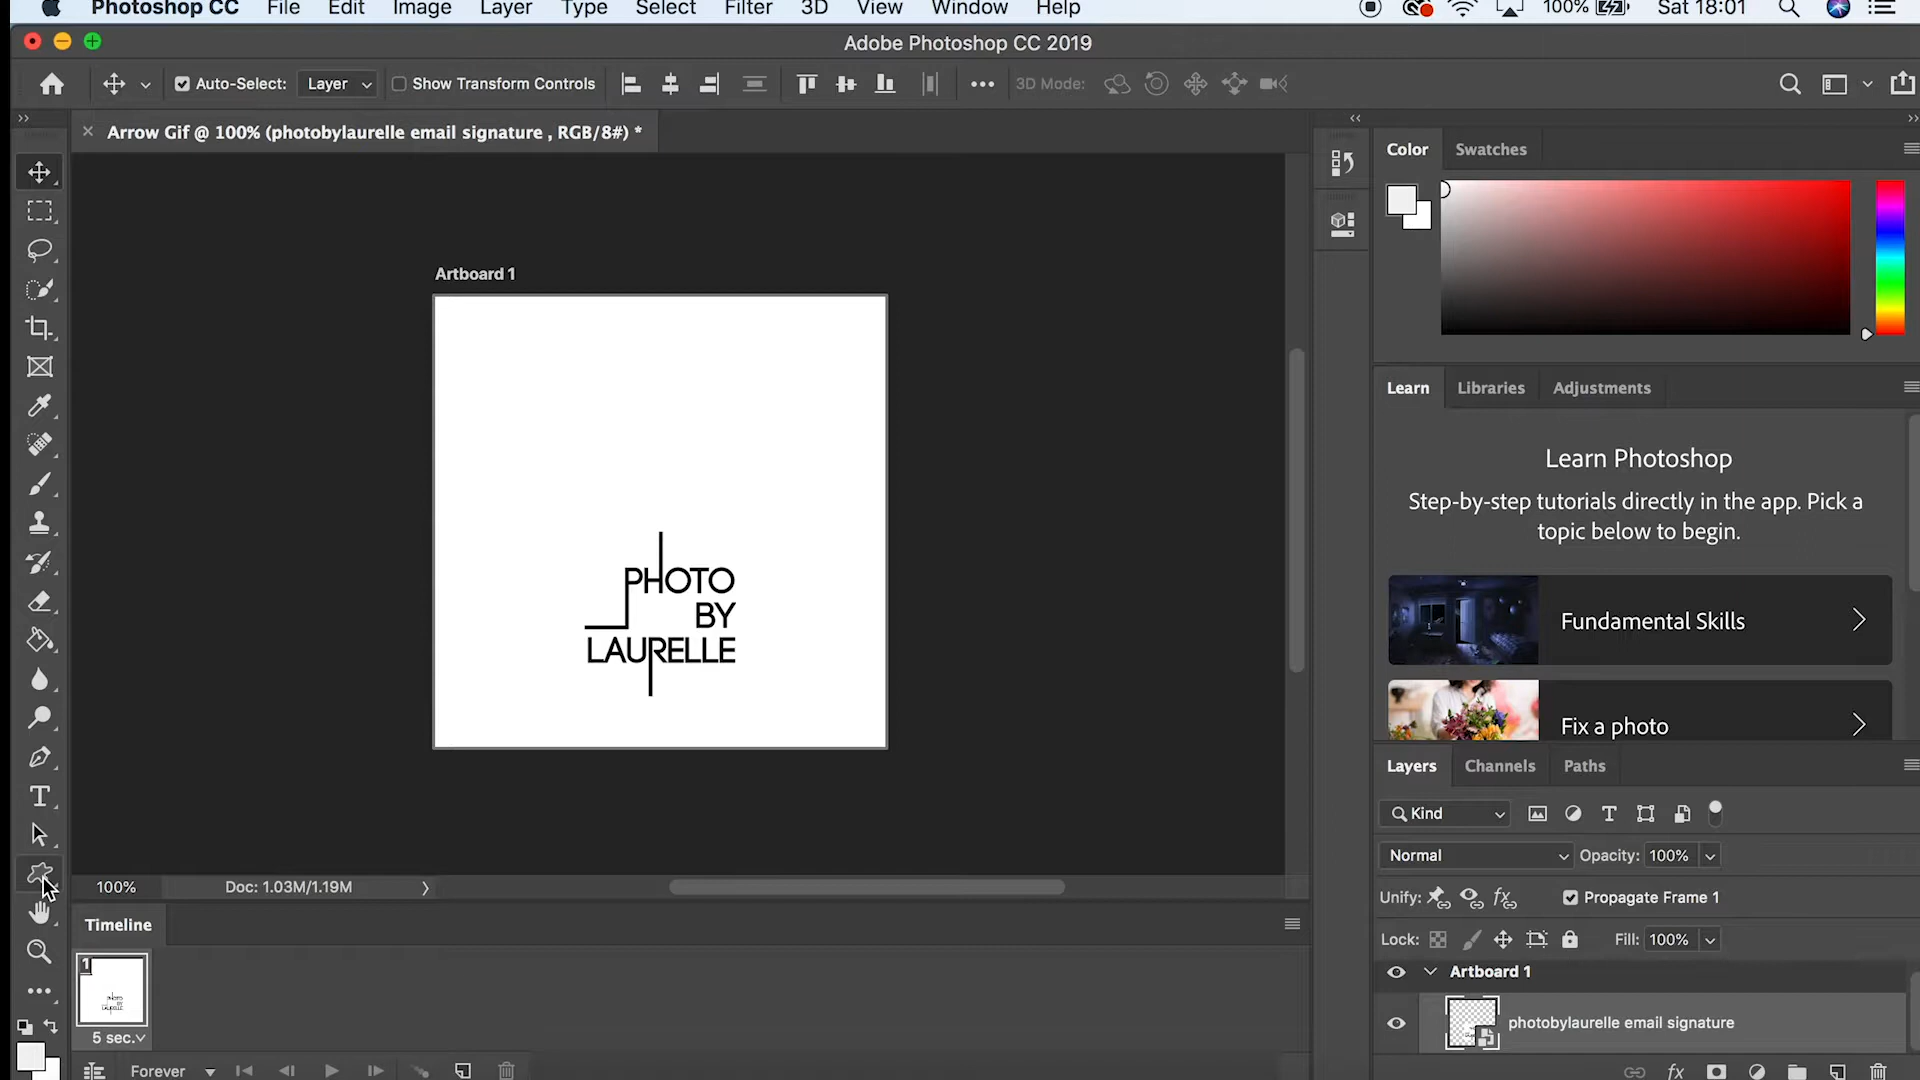 Photoshop CC File Edit Image Layer Type Select Filter 3D View Window Help 100% Sat 18:01
Adobe Photoshop CC 2019
Auto-Select: Layer Show Transform Controls 3D Mode:
Arrow Gif @ 100% (photobylaurelle email signature , RGB/8#) *
Color Swatches
Artboard 1
PHOTO
BY
LAURELLE
Learn Libraries Adjustments
Learn Photoshop
Step-by-step tutorials directly in the app. Pick a
topic below to begin.
Fundamental Skills
Fix a photo
Layers Channels Paths
Kind
Normal Opacity: 100%
Unify: Propagate Frame 1
Lock: Fill: 100%
Artboard 1
photobylaurelle email signature
100% Doc: 1.03M/1.19M
Timeline
1
5 sec.
Forever